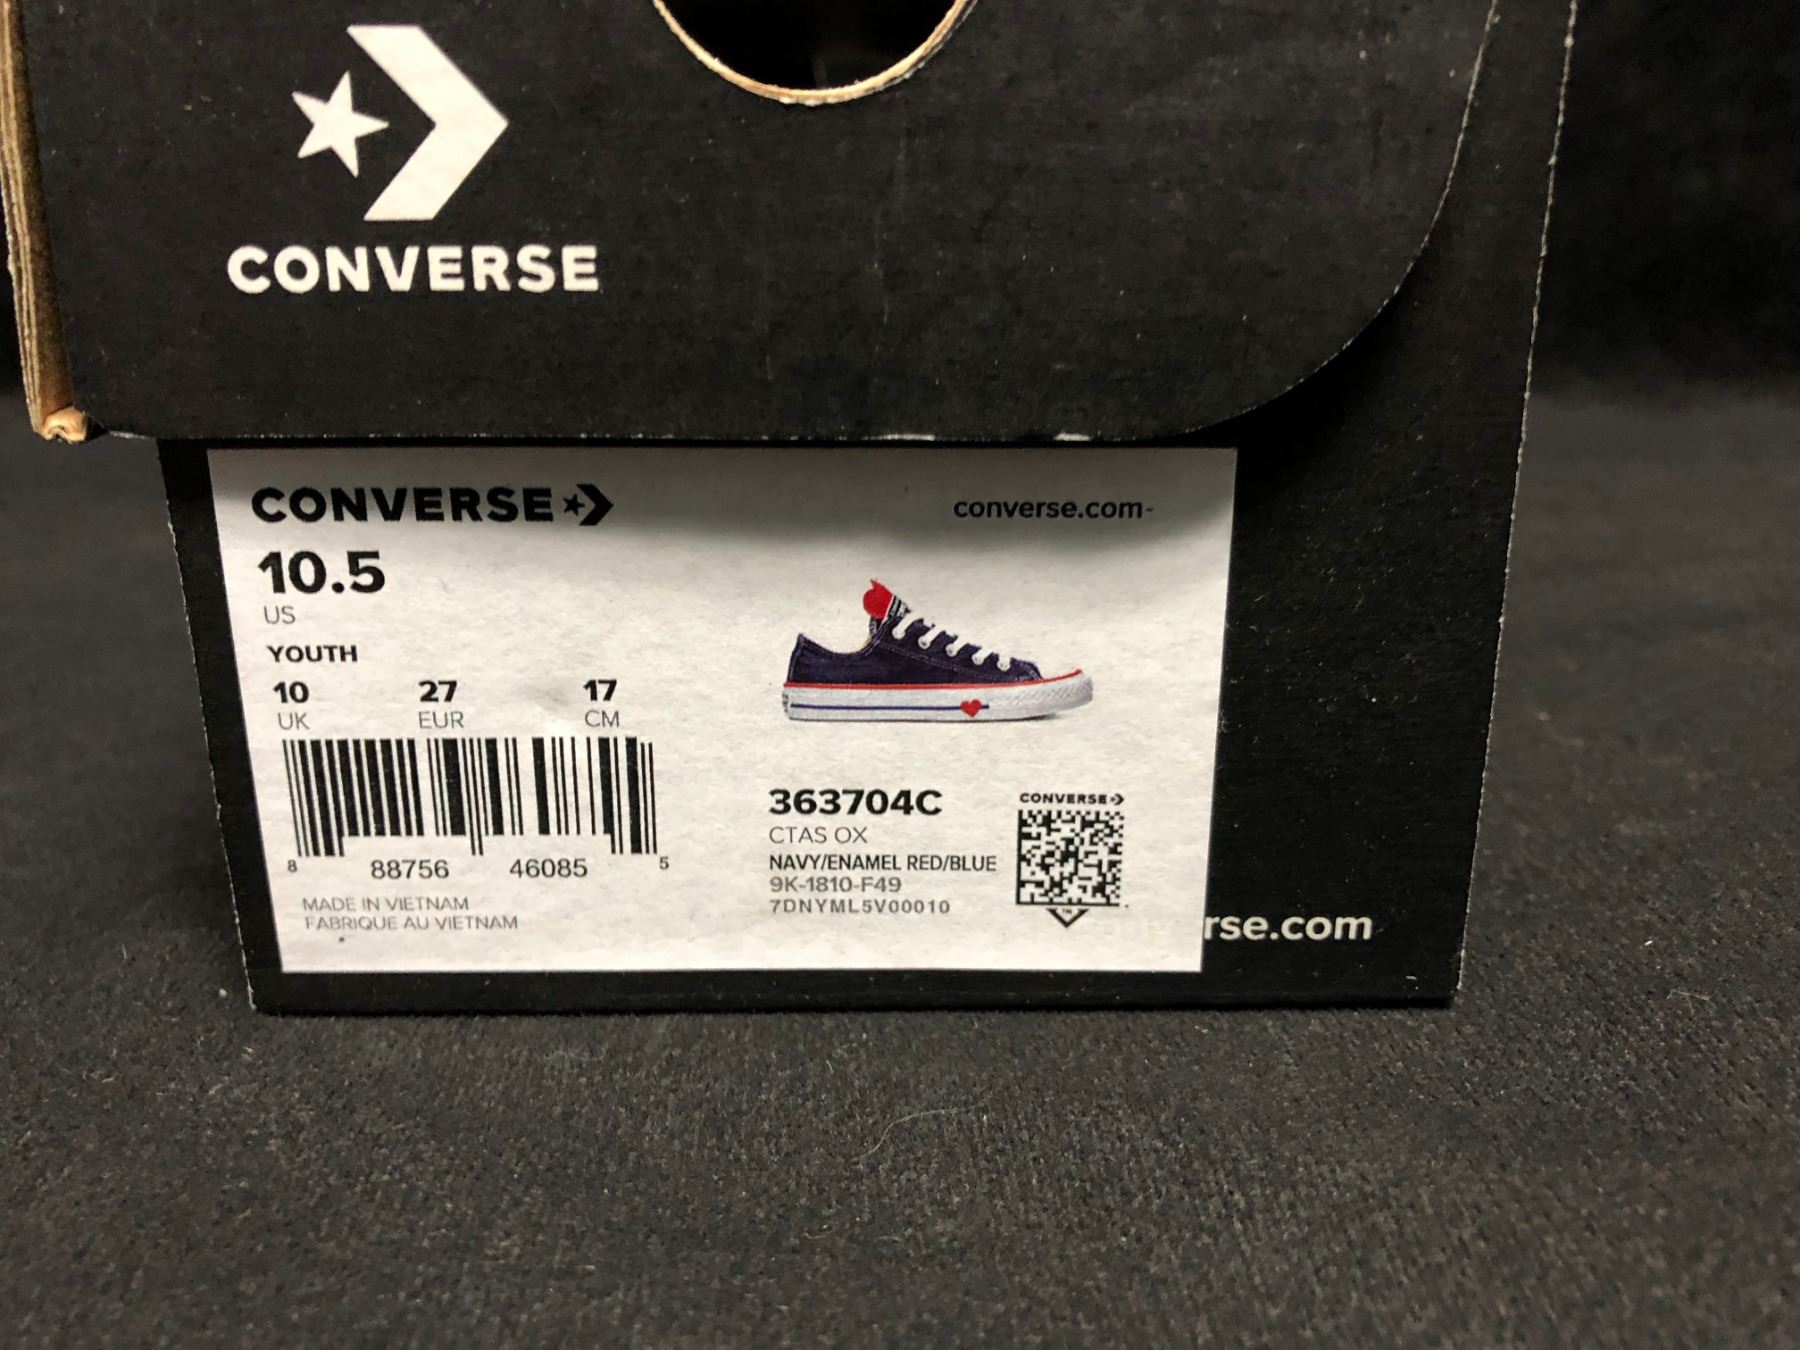 CONVERSE
CONVERSE
converse.com-
10.5
US
YOUTH
10 27 17
UK EUR CM
8 88756 46085 5
MADE IN VIETNAM
FABRIQUE AU VIETNAM
363704C
CTAS OX
NAVY/ENAMEL RED/BLUE
9K-1810-F49
7DNYML5V00010
CONVERSE
rse.com